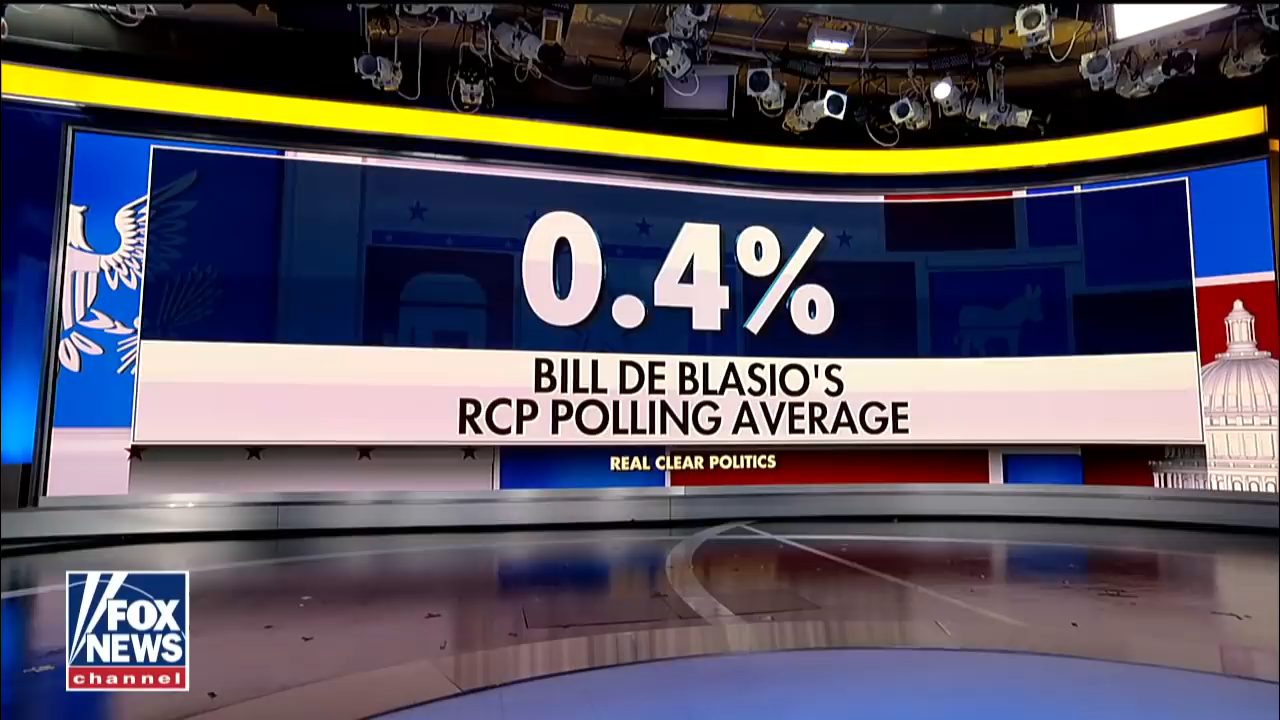 0.4%
BILL DE BLASIO'S
RCP POLLING AVERAGE
REAL CLEAR POLITICS
FOX
NEWS
channel